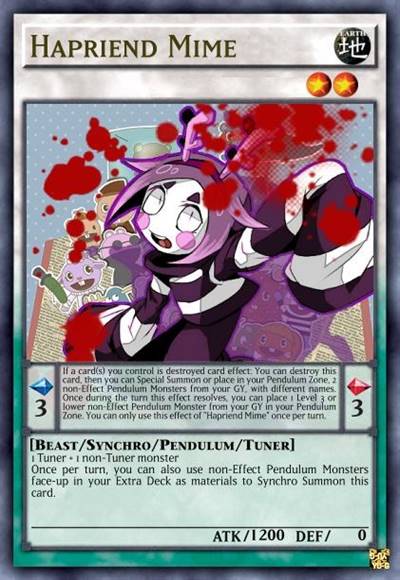 HAPRIEND MIME
EARTH
地
If a card(s) you control is destroyed card effect: You can destroy this
card, then you can Special Summon or place in your Pendulum Zone, 2
non-Effect Pendulum Monsters from your GY, with different names.
Once during the turn this effect resolves, you can place 1 Level 3 or
lower non-Effect Pendulum Monster from your GY in your Pendulum
Zone. You can only use this effect of "Hapriend Mime" once per turn.
3
3
[BEAST/SYNCHRO/PENDULUM/TUNER]
1 Tuner + 1 non-Tuner monster
Once per turn, you can also use non-Effect Pendulum Monsters
face-up in your Extra Deck as materials to Synchro Summon this
card.
ATK/1200 DEF/ 0